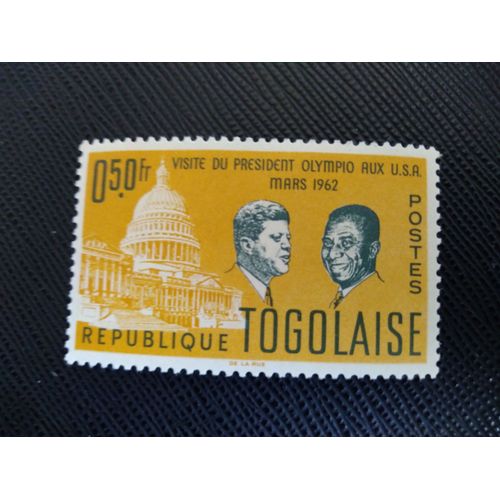 0.50Fr
VISITE DU PRESIDENT OLYMPIO AUX U.S.A.
MARS 1962
POSTES
REPUBLIQUE TOGOLAISE
DE LA RUE